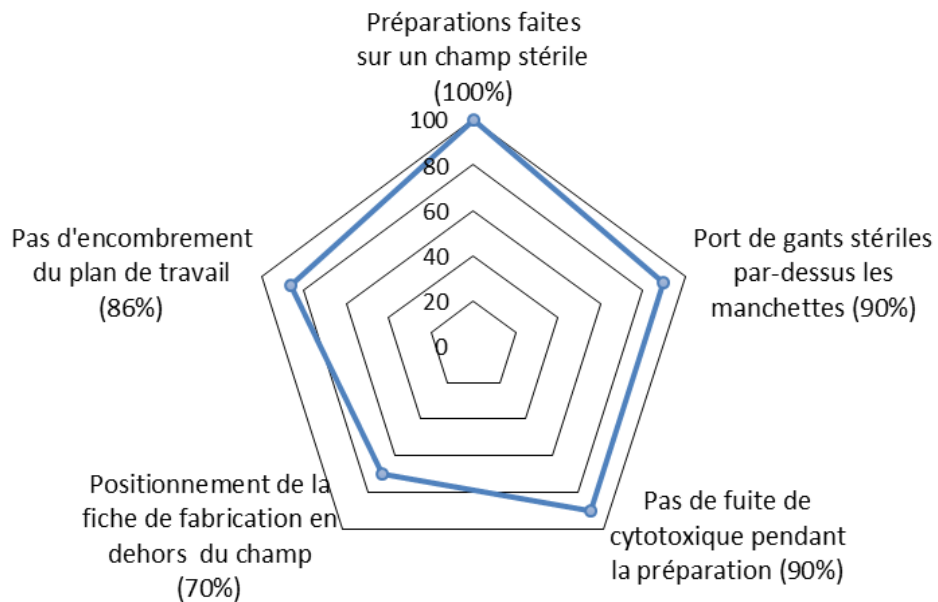 Préparations faites
sur un champ stérile
(100%)
100
80
60
40
20
0
Port de gants stériles
par-dessus les
manchettes (90%)
Pas de fuite de
cytotoxique pendant
la préparation (90%)
Positionnement de la
fiche de fabrication en
dehors du champ
(70%)
Pas d'encombrement
du plan de travail
(86%)